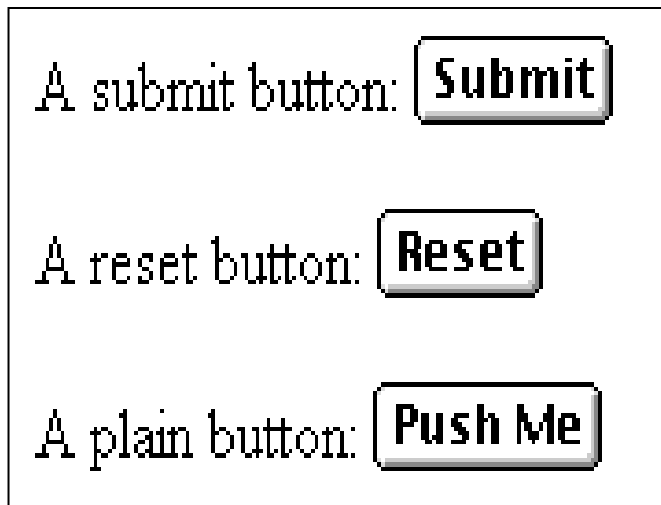 A submit button: Submit
A reset button: Reset
A plain button: Push Me